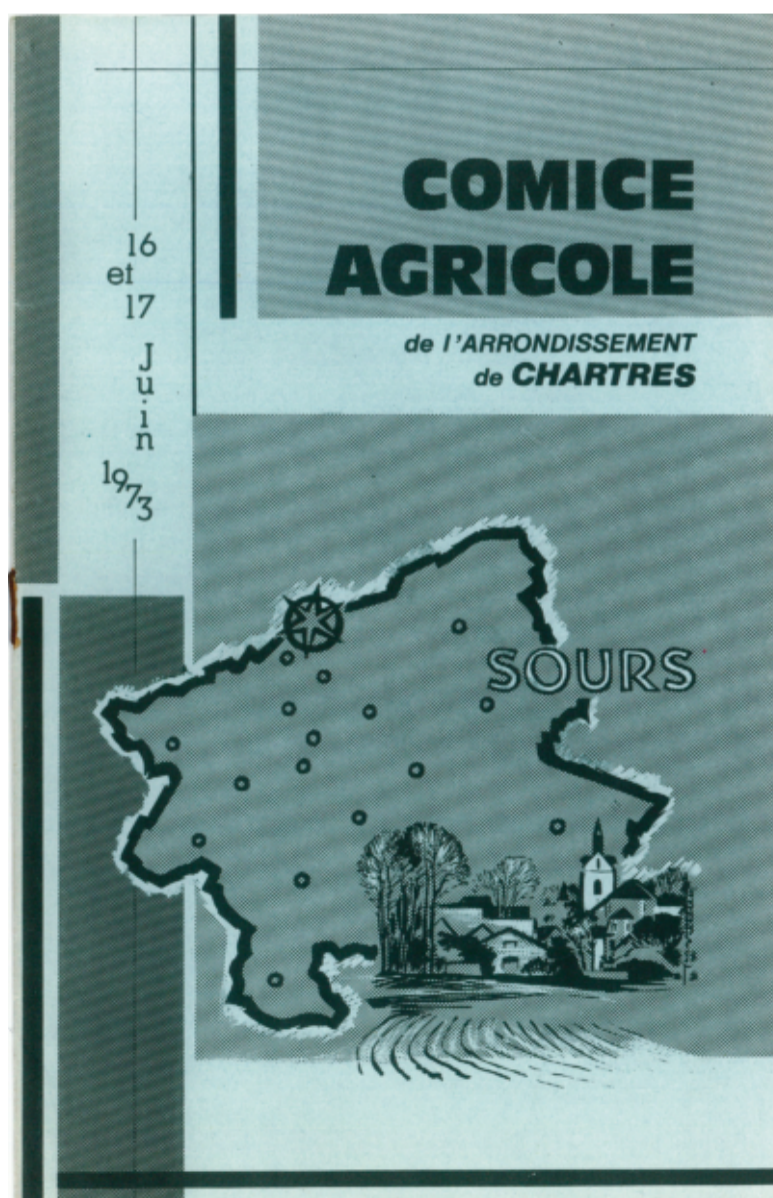 COMICE
AGRICOLE
de l'ARRONDISSEMENT
de CHARTRES
16
et
17
Juin
1973
SOURS